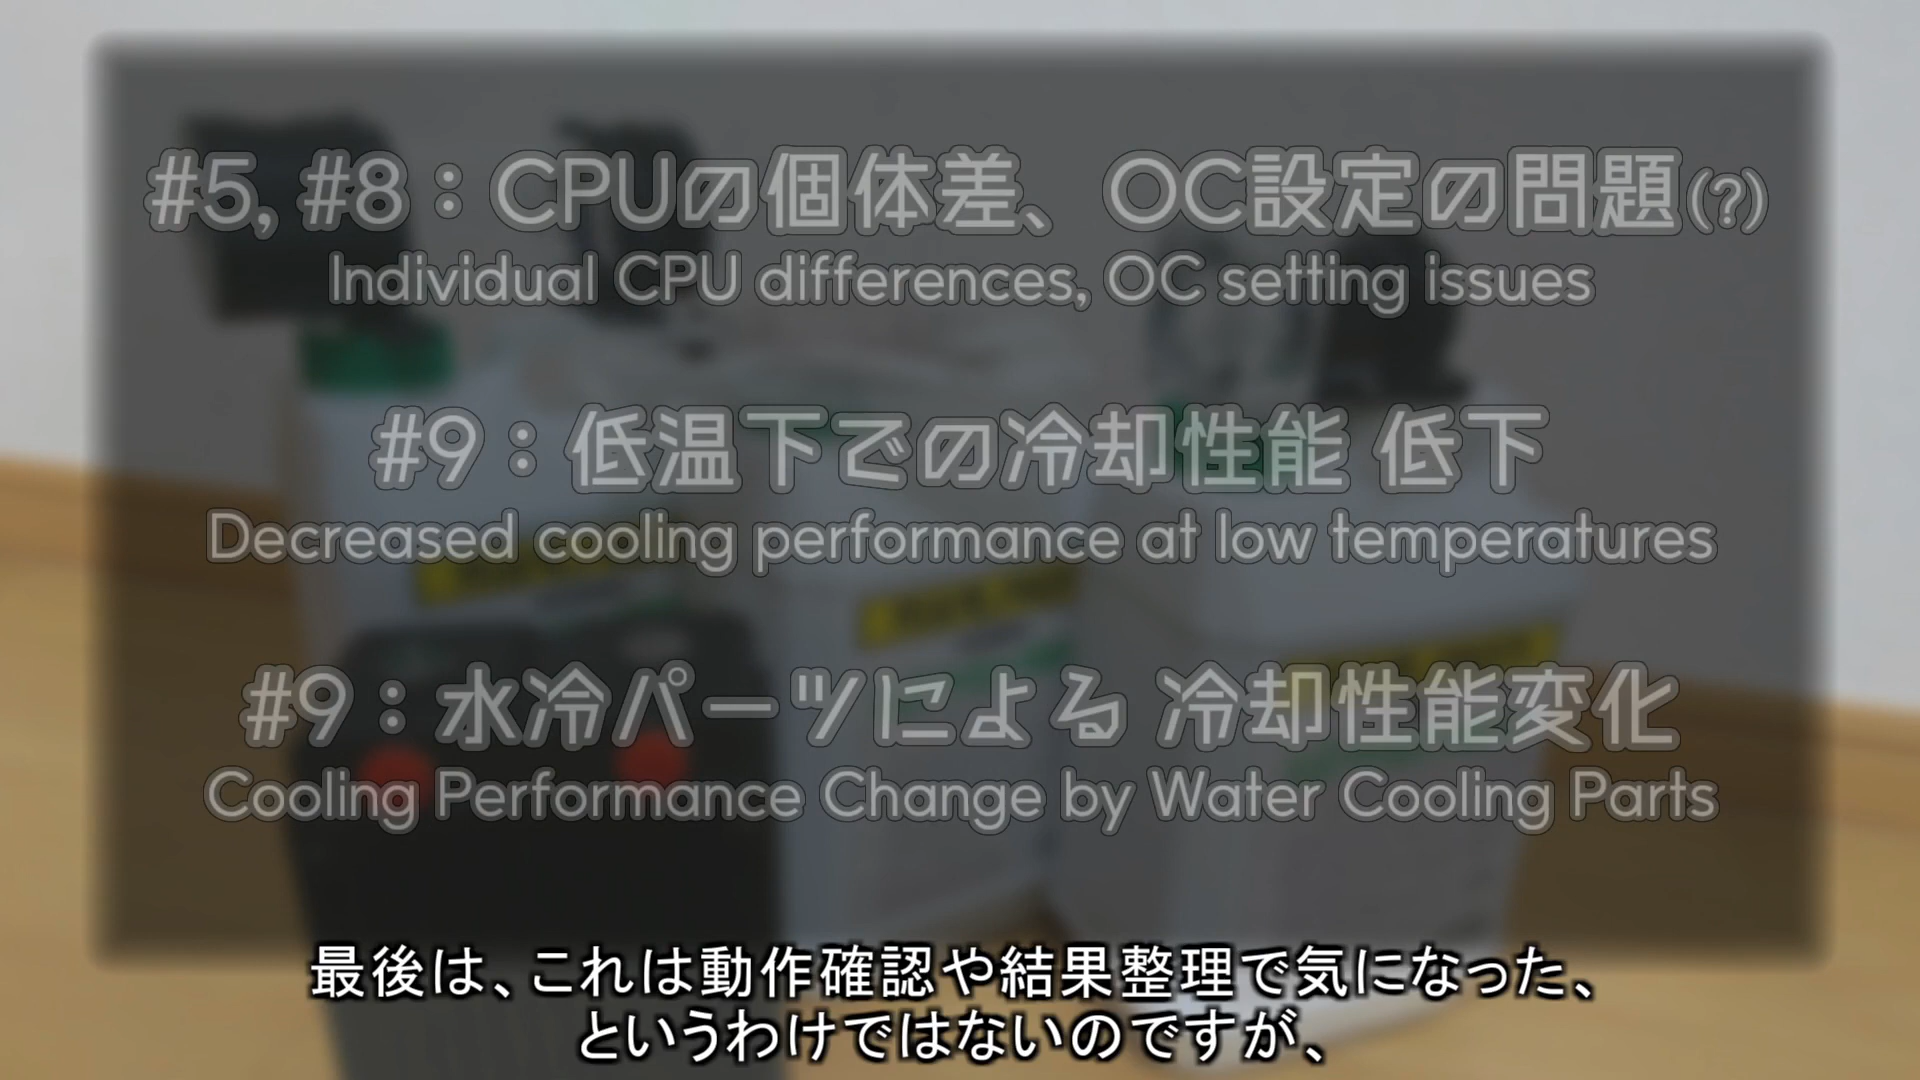 #5, #8：CPUの個体差、OC設定の問題(?)
Individual CPU differences, OC setting issues
#9：低温下での冷却性能 低下
Decreased cooling performance at low temperatures
#9：水冷パーツによる 冷却性能変化
Cooling Performance Change by Water Cooling Parts
最後は、これは動作確認や結果整理で気になった、
というわけではないのですが、